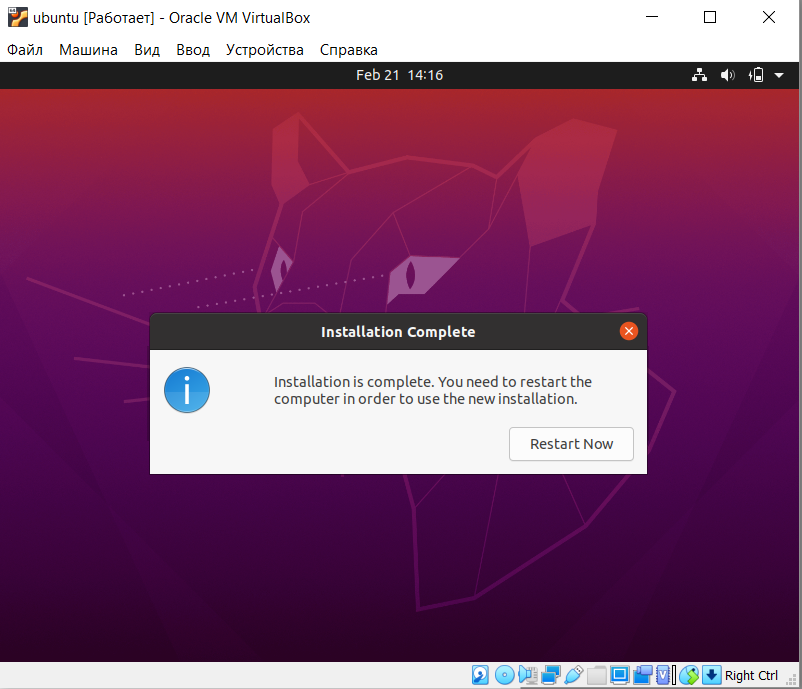 ubuntu [Работает] - Oracle VM VirtualBox
Файл Машина Вид Ввод Устройства Справка
Feb 21 14:16
Installation Complete
Installation is complete. You need to restart the
computer in order to use the new installation.
Restart Now
Right Ctrl